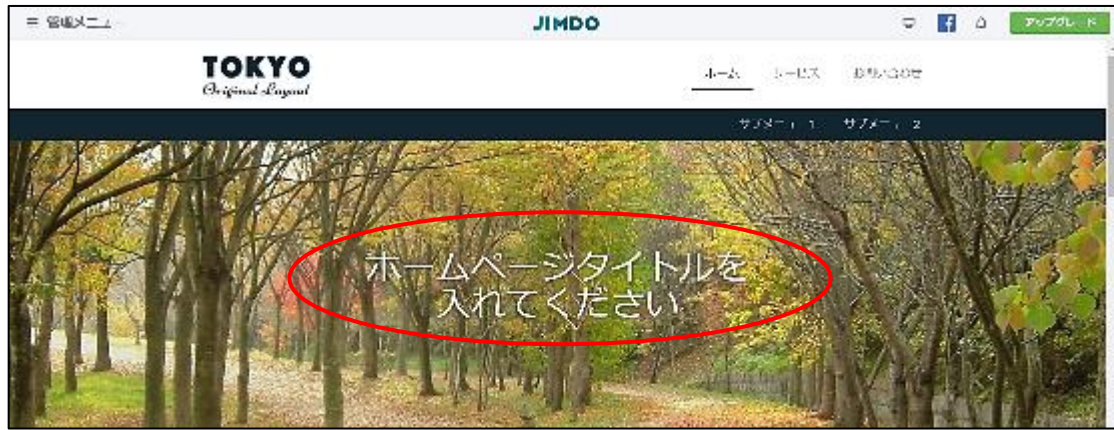 管理メニュー
JIMDO
アップグレード
TOKYO
Original Layout
ホーム サービス お問い合わせ
サブメニュー 1 サブメニュー 2
ホームページタイトルを
入れてください